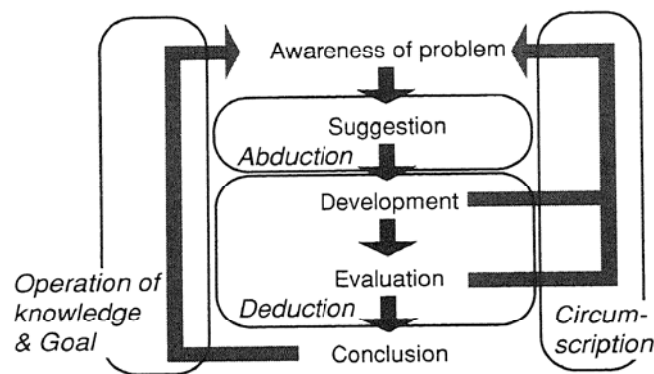 Awareness of problem
Suggestion
Abduction
Development
Evaluation
Operation of
knowledge
& Goal
Deduction
Circum-
scription
Conclusion